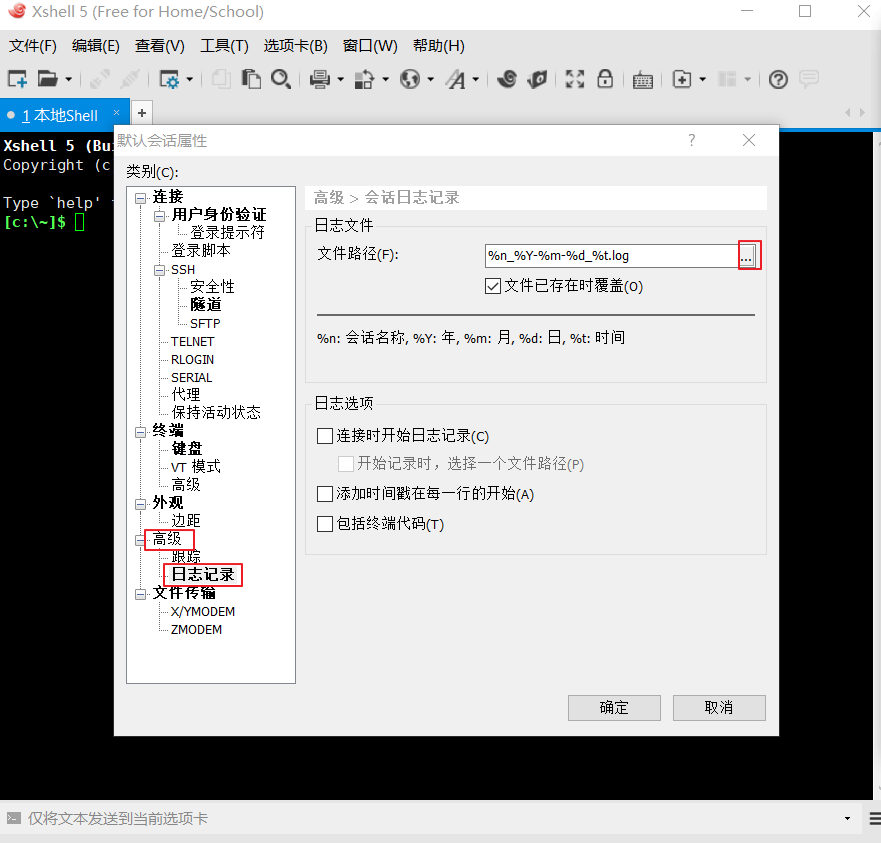 Xshell 5 (Free for Home/School)
文件(F) 编辑(E) 查看(V) 工具(T) 选项卡(B) 窗口(W) 帮助(H)
1 本地Shell × +
Xshell 5 (Bu
Copyright (c
Type `help'
[c:\~]$
默认会话属性 ?
类别(C):
连接
用户身份验证
登录提示符
登录脚本
SSH
安全性
隧道
SFTP
TELNET
RLOGIN
SERIAL
代理
保持活动状态
终端
键盘
VT 模式
高级
外观
边距
高级
跟踪
日志记录
文件传输
X/YMODEM
ZMODEM
高级 > 会话日志记录
日志文件
文件路径(F): %n_%Y-%m-%d_%t.log ...
文件已存在时覆盖(O)
%n: 会话名称, %Y: 年, %m: 月, %d: 日, %t: 时间
日志选项
连接时开始日志记录(C)
开始记录时，选择一个文件路径(P)
添加时间戳在每一行的开始(A)
包括终端代码(T)
确定 取消
仅将文本发送到当前选项卡